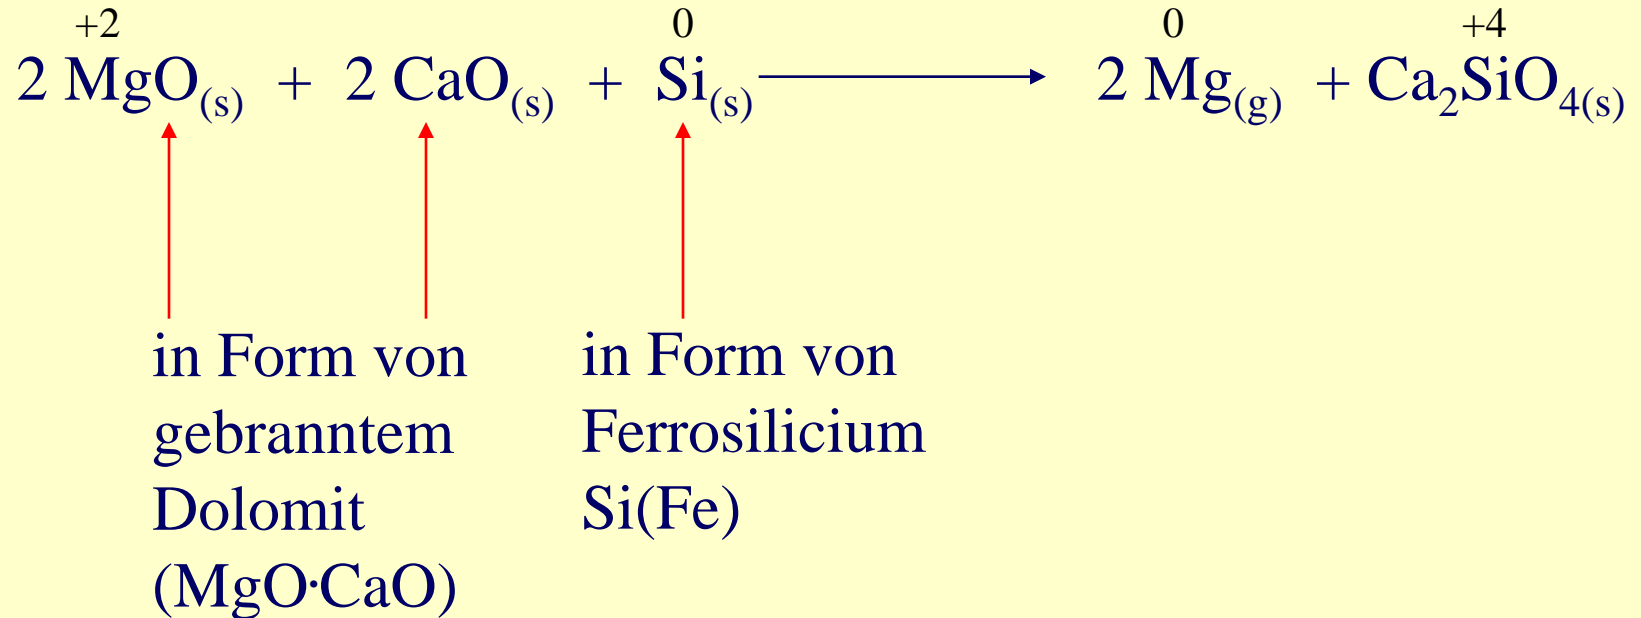 +2 0 0 +4
2 MgO(s) + 2 CaO(s) + Si(s) ⟶ 2 Mg(g) + Ca2SiO4(s)
in Form von
gebranntem
Dolomit
(MgO·CaO)
in Form von
Ferrosilicium
Si(Fe)